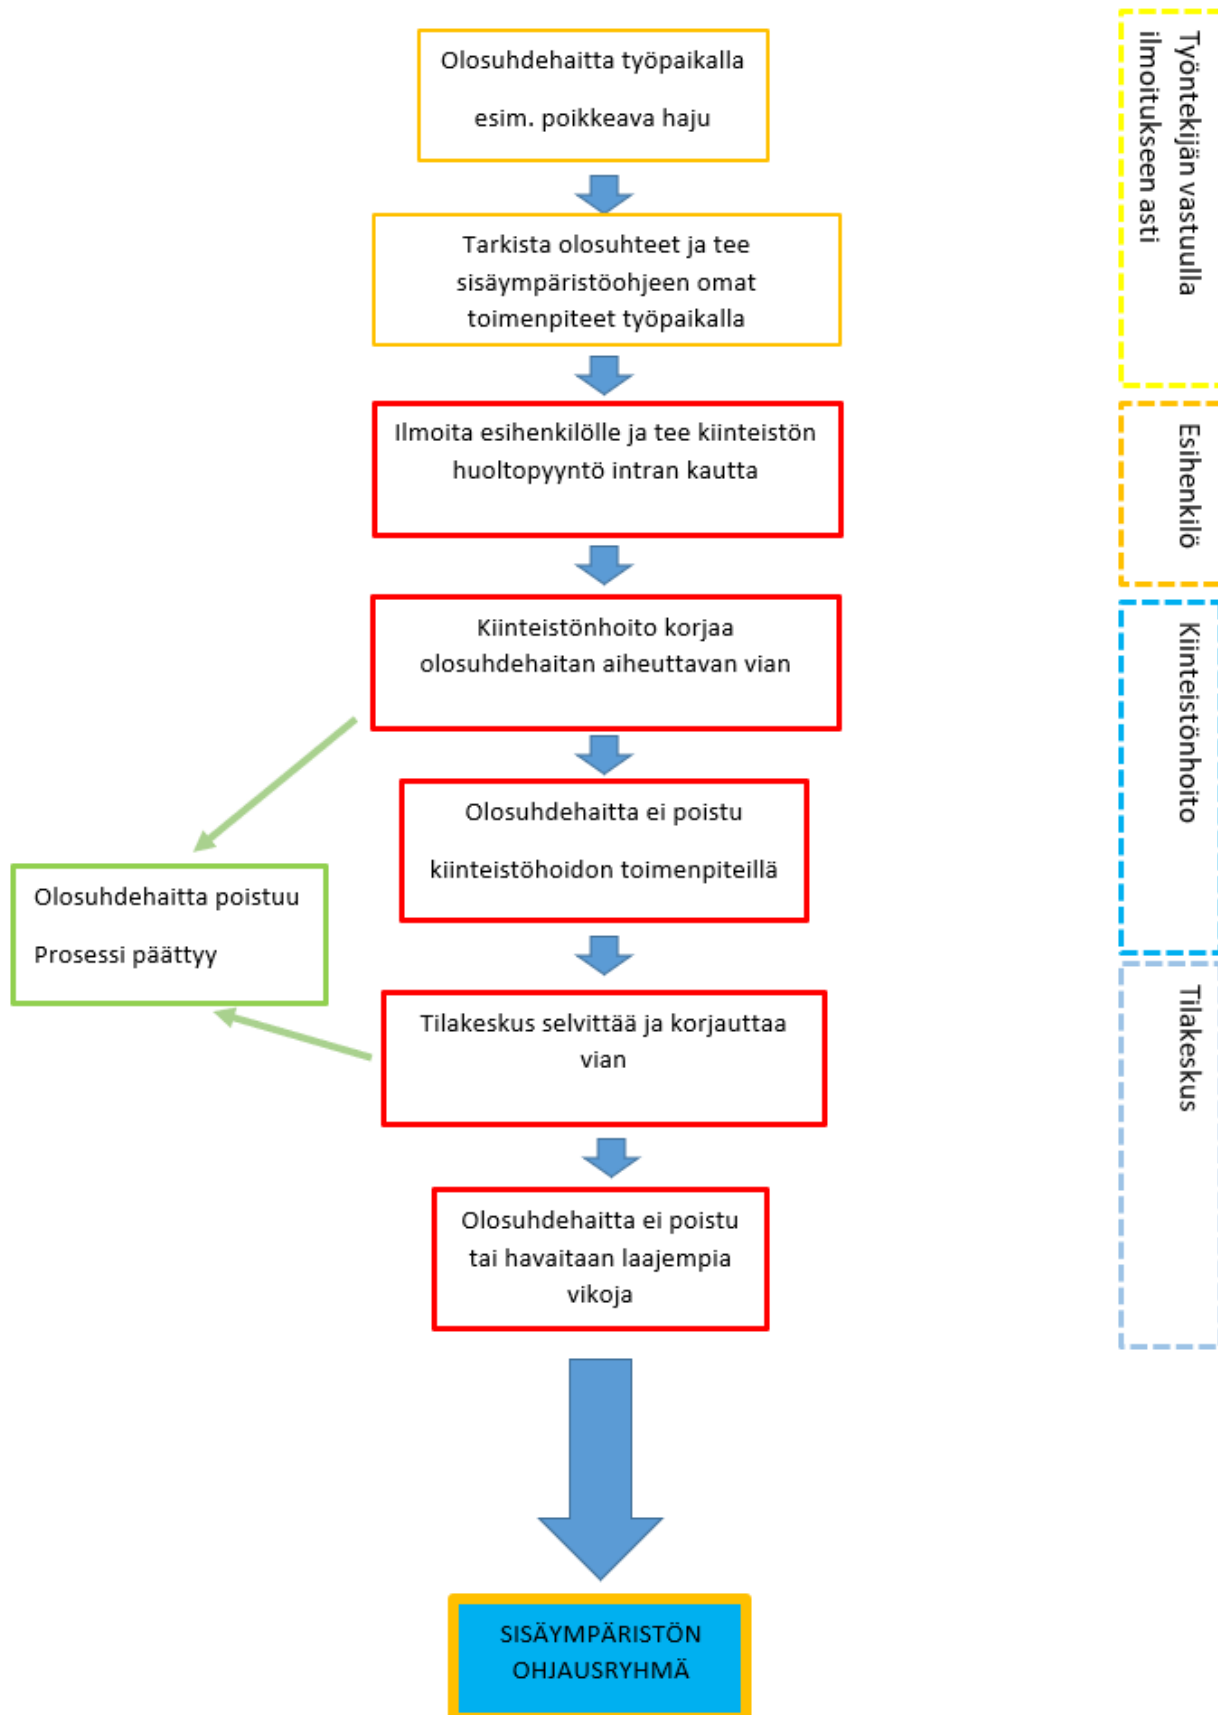 Olosuhdehaitta työpaikalla
esim. poikkeava haju
Tarkista olosuhteet ja tee
sisäympäristöohjeen omat
toimenpiteet työpaikalla
Ilmoita esihenkilölle ja tee kiinteistön
huoltopyyntö intran kautta
Kiinteistönhoito korjaa
olosuhdehaitan aiheuttavan vian
Olosuhdehaitta ei poistu
kiinteistöhoidon toimenpiteillä
Olosuhdehaitta poistuu
Prosessi päättyy
Tilakeskus selvittää ja korjauttaa
vian
Olosuhdehaitta ei poistu
tai havaitaan laajempia
vikoja
SISÄYMPÄRISTÖN
OHJAUSRYHMÄ
Työntekijän vastuulla
ilmoitukseen asti
Esihenkilö
Kiinteistönhoito
Tilakeskus